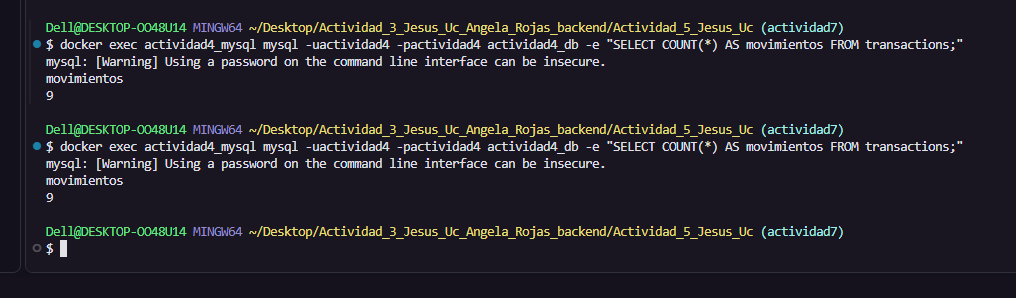 Dell@DESKTOP-OO48U14 MINGW64 ~/Desktop/Actividad_3_Jesus_Uc_Angela_Rojas_backend/Actividad_5_Jesus_Uc (actividad7)
$ docker exec actividad4_mysql mysql -uactividad4 -pactividad4 actividad4_db -e "SELECT COUNT(*) AS movimientos FROM transactions;"
mysql: [Warning] Using a password on the command line interface can be insecure.
movimientos
9
Dell@DESKTOP-OO48U14 MINGW64 ~/Desktop/Actividad_3_Jesus_Uc_Angela_Rojas_backend/Actividad_5_Jesus_Uc (actividad7)
$ docker exec actividad4_mysql mysql -uactividad4 -pactividad4 actividad4_db -e "SELECT COUNT(*) AS movimientos FROM transactions;"
mysql: [Warning] Using a password on the command line interface can be insecure.
movimientos
9
Dell@DESKTOP-OO48U14 MINGW64 ~/Desktop/Actividad_3_Jesus_Uc_Angela_Rojas_backend/Actividad_5_Jesus_Uc (actividad7)
$